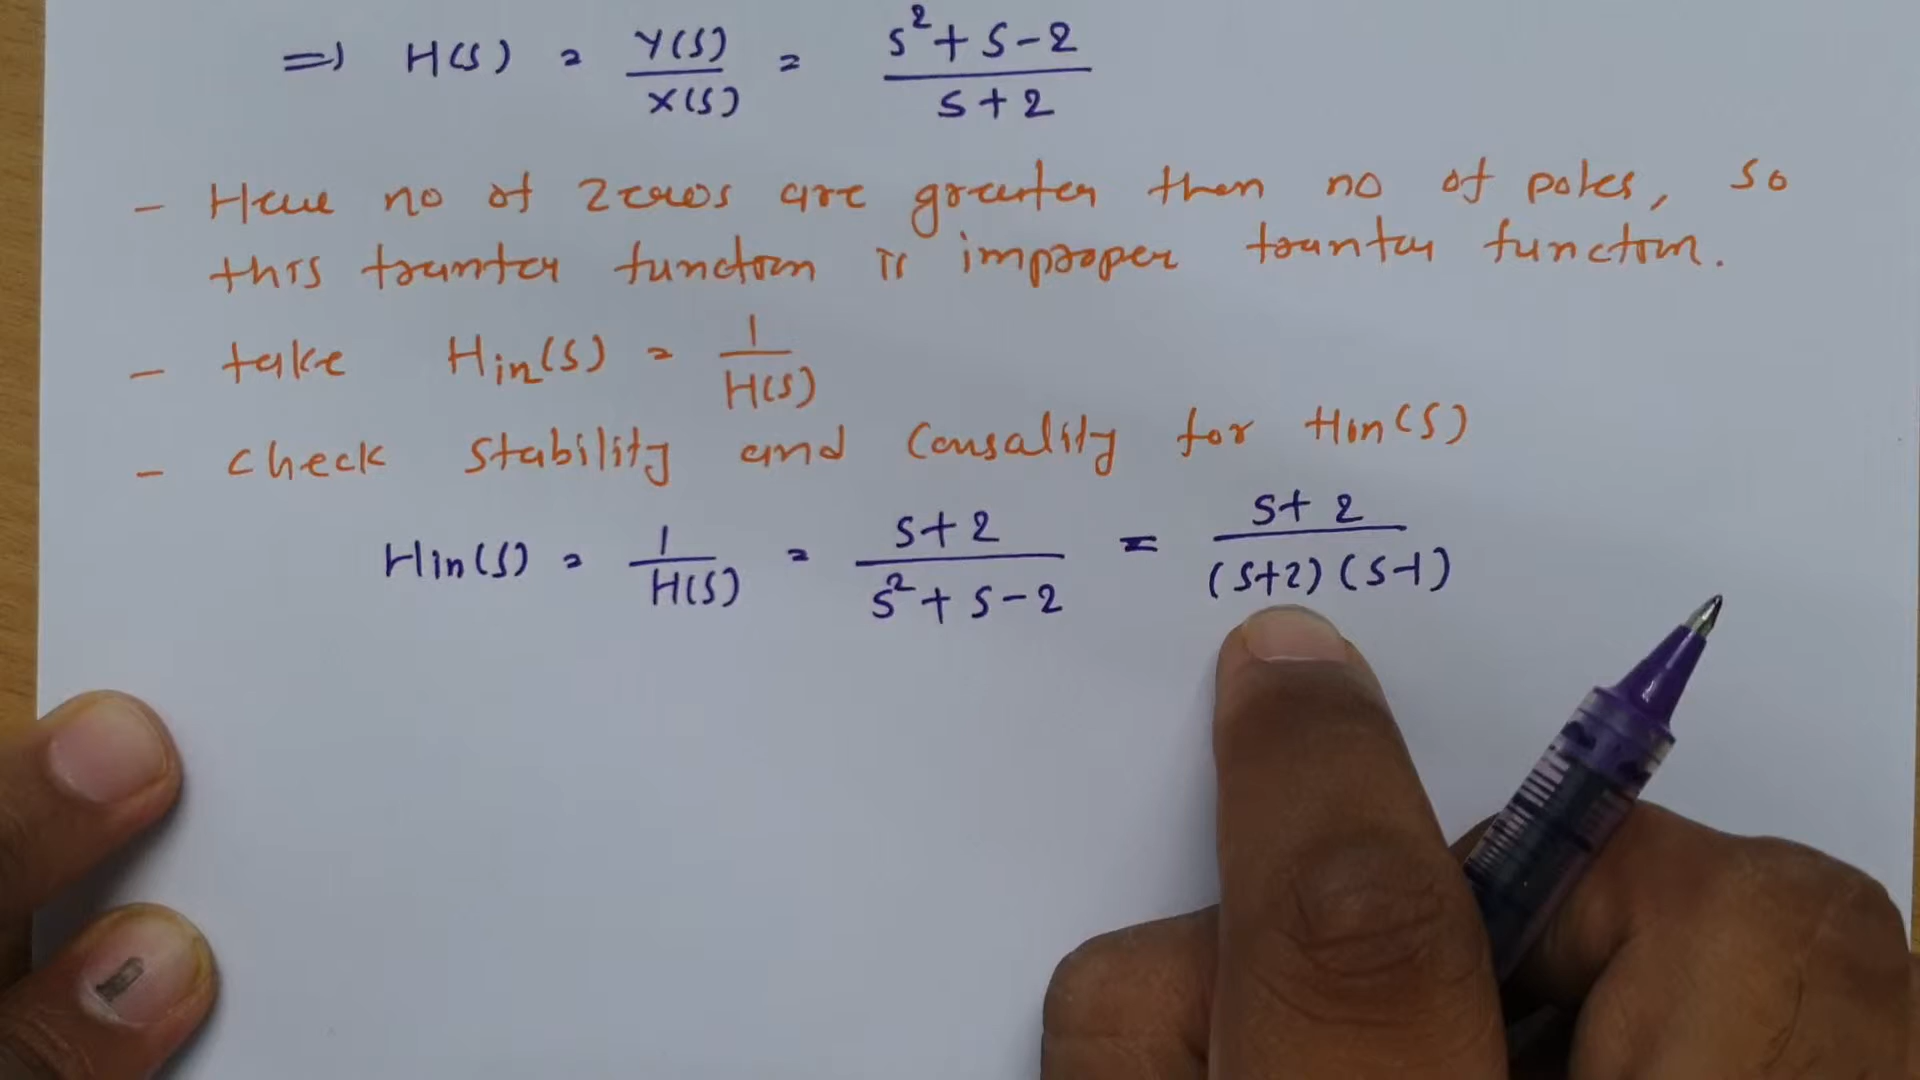 => H(s) = Y(s)/X(s) = s²+s-2/s+2
- Here no of zeros are greater then no of poles, so
this transfer function is improper transfer function.
- take Hin(s) = 1/H(s)
- check stability and Causality for Hin(s)
Hin(s) = 1/H(s) = s+2/s²+s-2 = s+2/(s+2)(s-1)